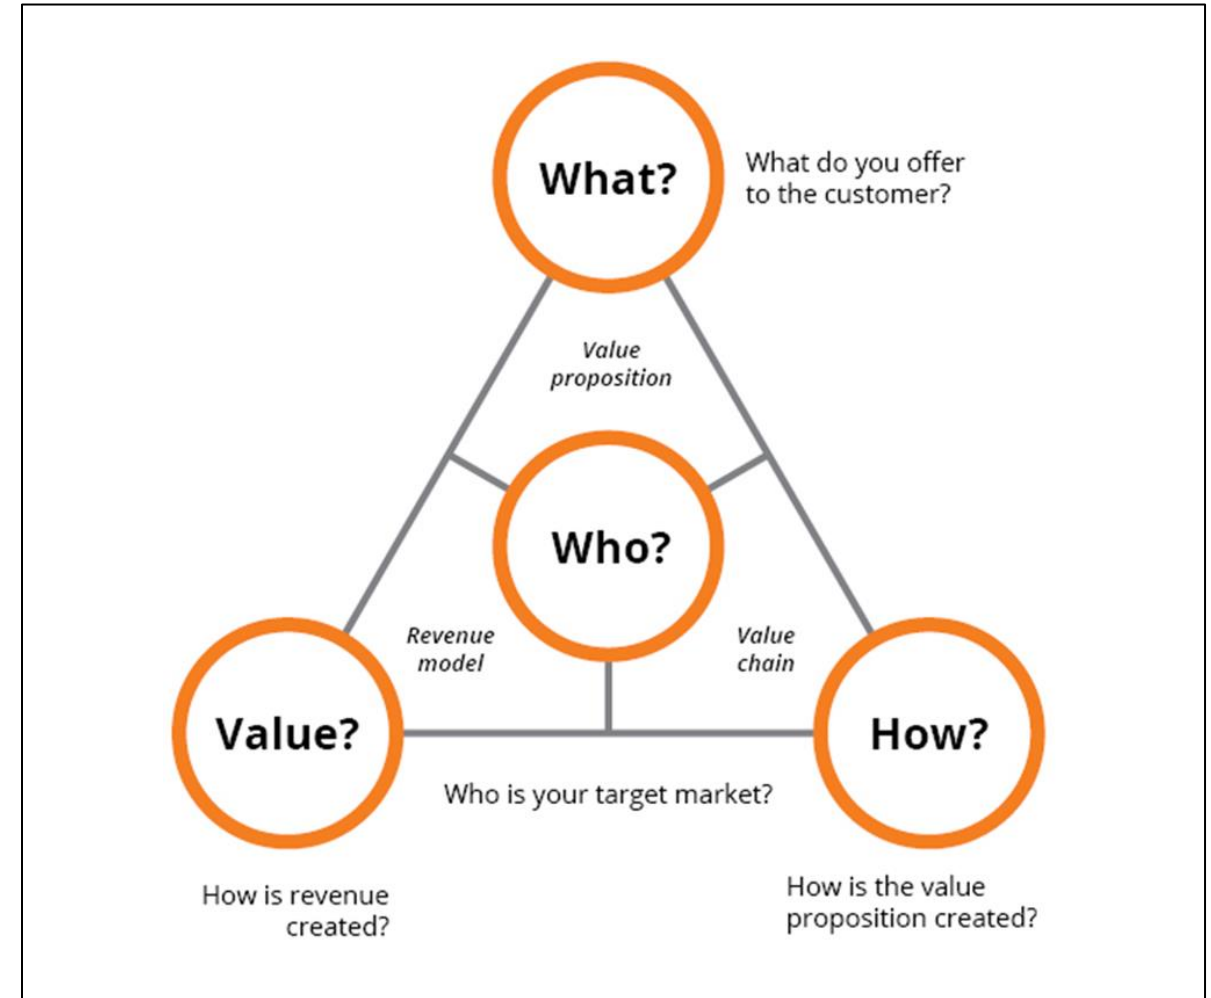 What?
What do you offer
to the customer?
Value
proposition
Who?
Revenue
model
Value
chain
Value?
How?
Who is your target market?
How is revenue
created?
How is the value
proposition created?